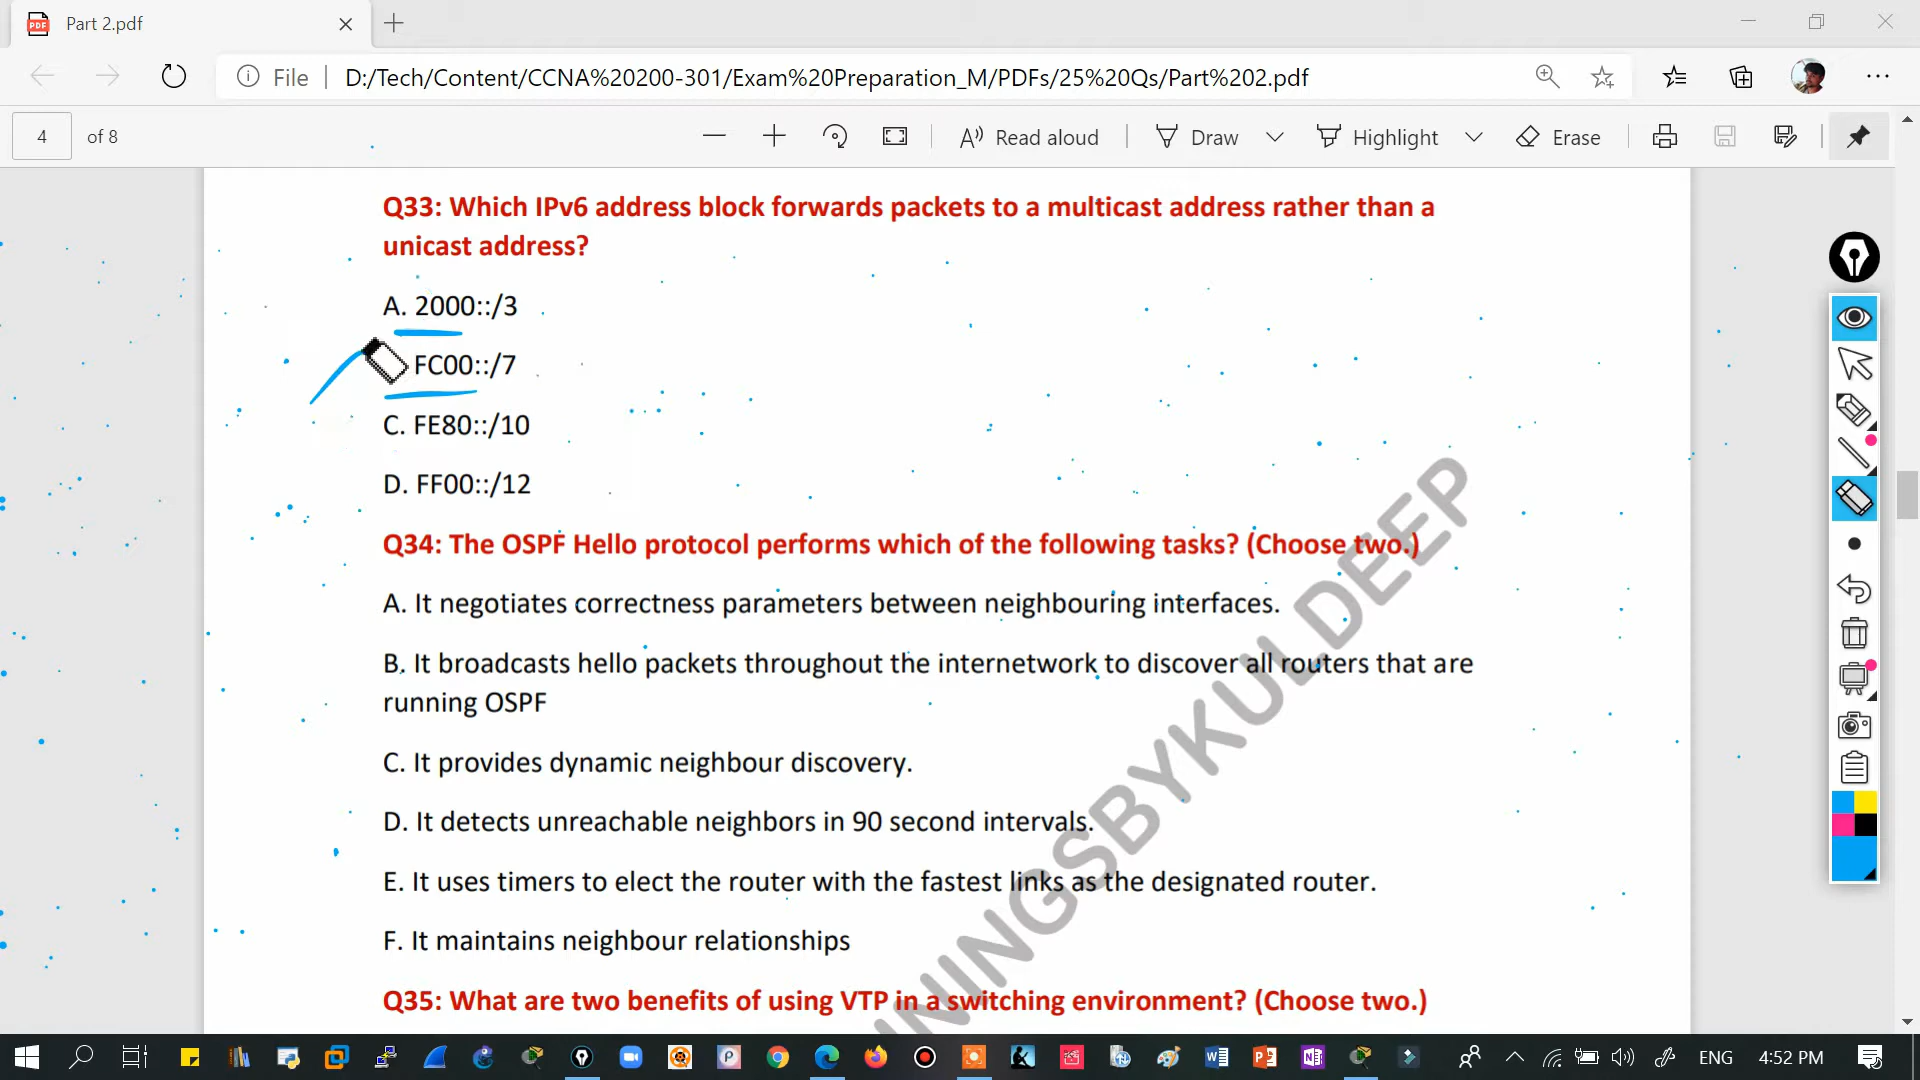 Part 2.pdf
File
D:/Tech/Content/CCNA%20200-301/Exam%20Preparation_M/PDFs/25%20Qs/Part%202.pdf
4 of 8
Read aloud
Draw
Highlight
Erase
Q33: Which IPv6 address block forwards packets to a multicast address rather than a
unicast address?
A. 2000::/3
FC00::/7
C. FE80::/10
D. FF00::/12
Q34: The OSPF Hello protocol performs which of the following tasks? (Choose two.)
A. It negotiates correctness parameters between neighbouring interfaces.
B. It broadcasts hello packets throughout the internetwork to discover all routers that are
running OSPF
C. It provides dynamic neighbour discovery.
D. It detects unreachable neighbors in 90 second intervals.
E. It uses timers to elect the router with the fastest links as the designated router.
F. It maintains neighbour relationships
Q35: What are two benefits of using VTP in a switching environment? (Choose two.)
NINGSBYKULDEEP
ENG
4:52 PM